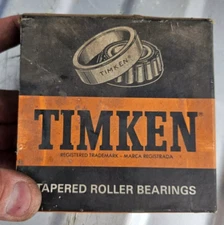 TIMKEN
TIMKEN
REGISTERED TRADEMARK - MARCA REGISTRADA
TAPERED ROLLER BEARINGS